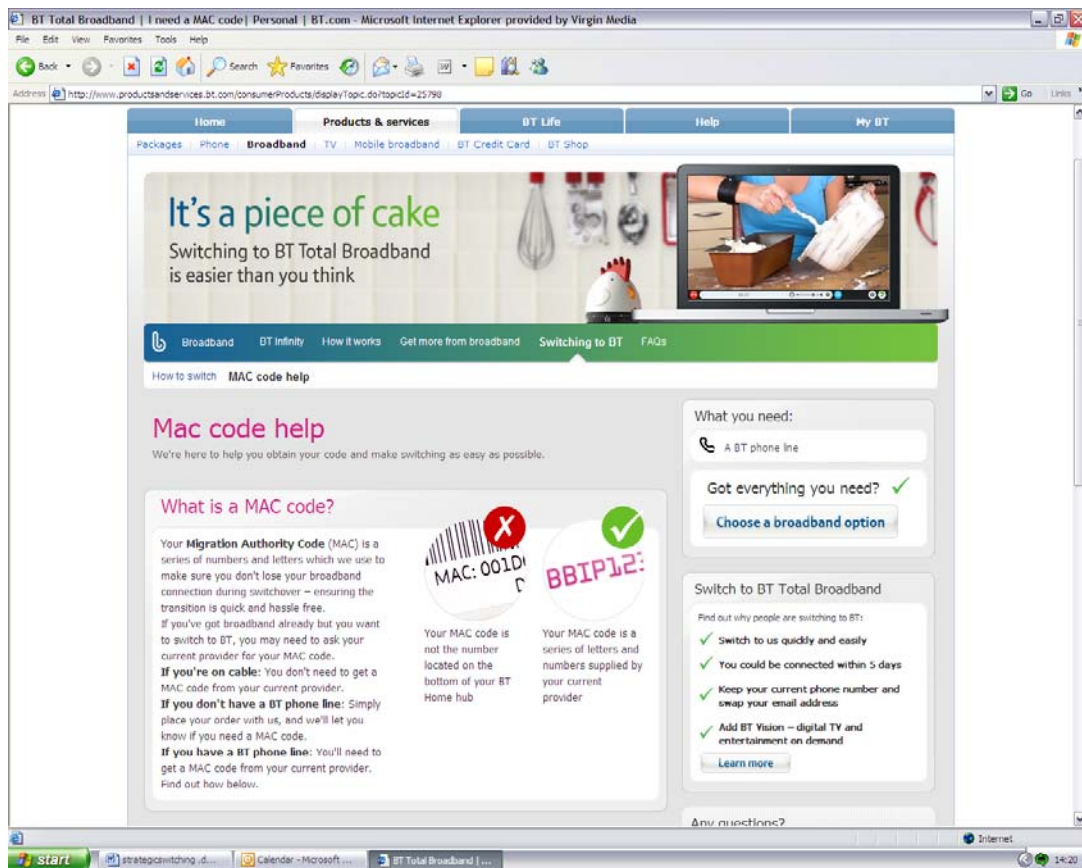 BT Total Broadband | I need a MAC code| Personal | BT.com - Microsoft Internet Explorer provided by Virgin Media
File Edit View Favorites Tools Help
Back Search Favorites
Address http://www.productsandservices.bt.com/consumerProducts/displayTopic.do?topicId=25798 Go Links
Home Products & services BT Life Help My BT
Packages Phone Broadband TV Mobile broadband BT Credit Card BT Shop
It's a piece of cake
Switching to BT Total Broadband
is easier than you think
Broadband BT Infinity How it works Get more from broadband Switching to BT FAQs
How to switch MAC code help
Mac code help
We're here to help you obtain your code and make switching as easy as possible.
What is a MAC code?
Your Migration Authority Code (MAC) is a
series of numbers and letters which we use to
make sure you don't lose your broadband
connection during switchover – ensuring the
transition is quick and hassle free.
If you've got broadband already but you want
to switch to BT, you may need to ask your
current provider for your MAC code.
If you're on cable: You don't need to get a
MAC code from your current provider.
If you don't have a BT phone line: Simply
place your order with us, and we'll let you
know if you need a MAC code.
If you have a BT phone line: You'll need to
get a MAC code from your current provider.
Find out how below.
MAC: 001D
Your MAC code is
not the number
located on the
bottom of your BT
Home hub
BBIP12
Your MAC code is a
series of letters and
numbers supplied by
your current
provider
What you need:
A BT phone line
Got everything you need?
Choose a broadband option
Switch to BT Total Broadband
Find out why people are switching to BT:
Switch to us quickly and easily
You could be connected within 5 days
Keep your current phone number and
swap your email address
Add BT Vision – digital TV and
entertainment on demand
Learn more
Any questions?
Internet
start strategicswitching .d... Calendar - Microsoft ... BT Total Broadband | ... 14:20